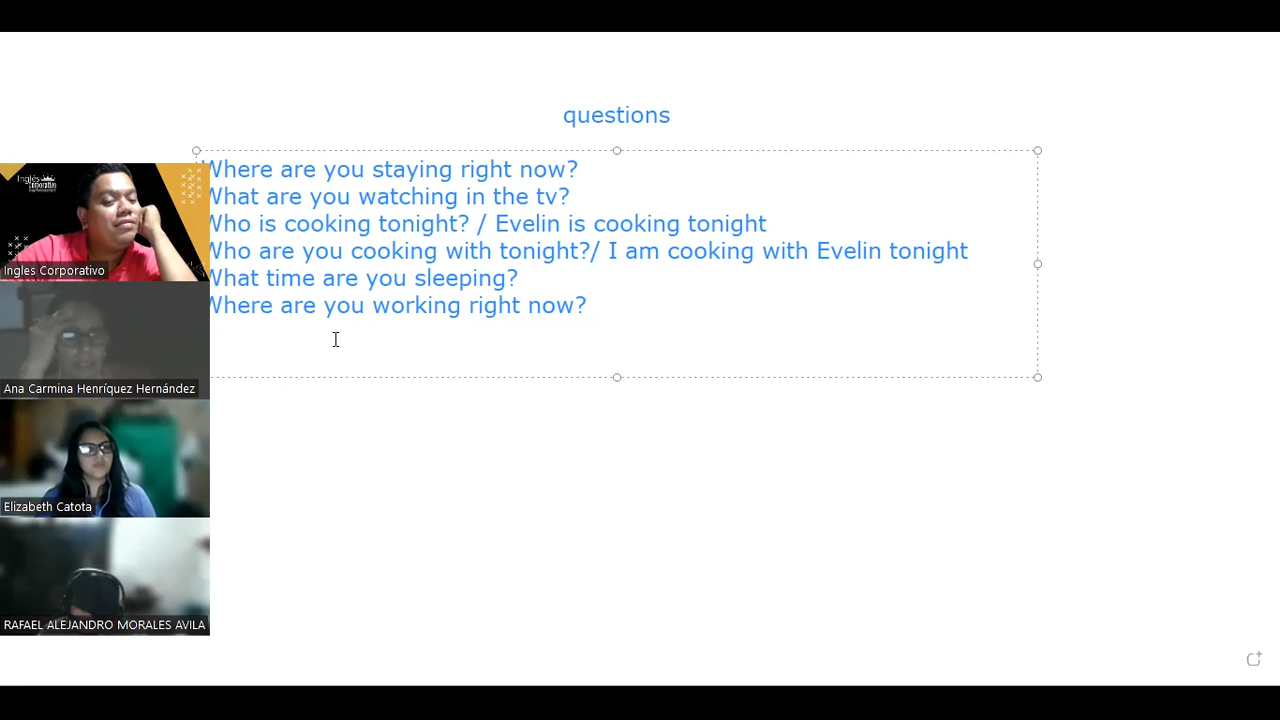 questions
Where are you staying right now?
What are you watching in the tv?
Who is cooking tonight? / Evelin is cooking tonight
Who are you cooking with tonight?/ I am cooking with Evelin tonight
What time are you sleeping?
Where are you working right now?
Inglés
Corporativo
Ingles Corporativo
Ana Carmina Henríquez Hernández
Elizabeth Catota
RAFAEL ALEJANDRO MORALES AVILA